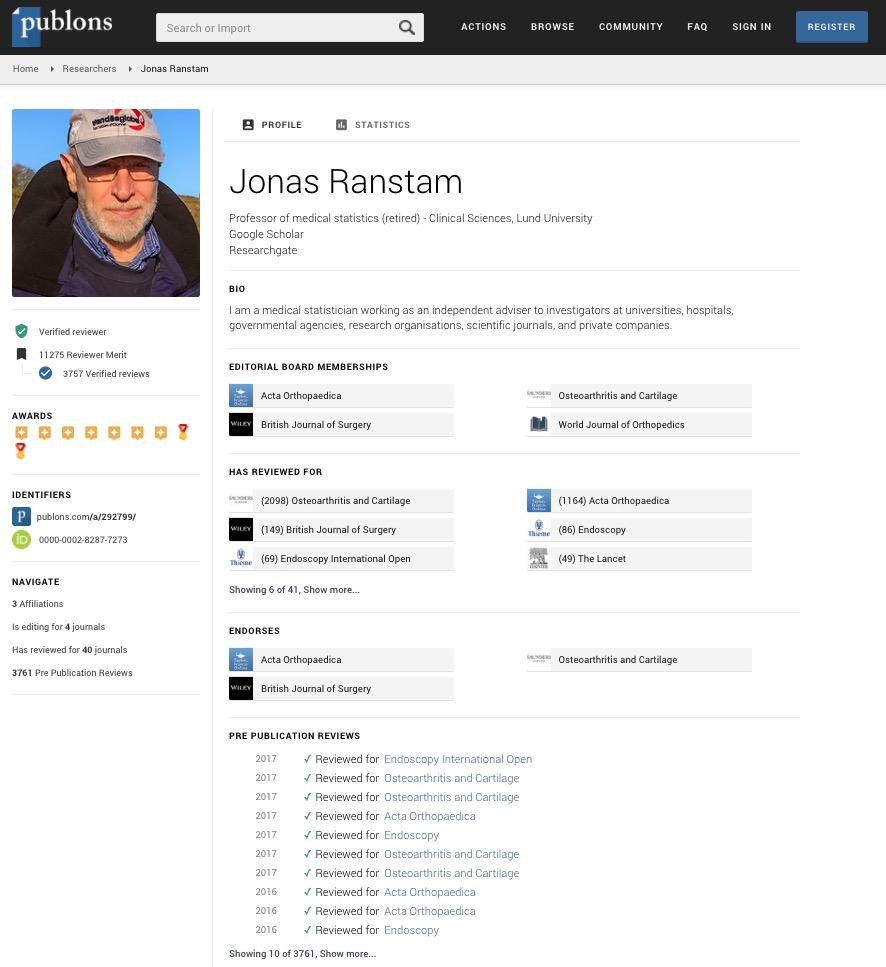 publons
Search or Import
ACTIONS BROWSE COMMUNITY FAQ SIGN IN REGISTER
Home Researchers Jonas Ranstam
PROFILE STATISTICS
Jonas Ranstam
Professor of medical statistics (retired) - Clinical Sciences, Lund University
Google Scholar
Researchgate
Verified reviewer
11275 Reviewer Merit
3757 Verified reviews
AWARDS
IDENTIFIERS
publons.com/a/292799/
iD 0000-0002-8287-7273
NAVIGATE
3 Affiliations
Is editing for 4 journals
Has reviewed for 40 journals
3761 Pre Publication Reviews
BIO
I am a medical statistician working as an independent adviser to investigators at universities, hospitals,
governmental agencies, research organisations, scientific journals, and private companies.
EDITORIAL BOARD MEMBERSHIPS
Acta Orthopaedica Osteoarthritis and Cartilage
WILEY British Journal of Surgery World Journal of Orthopedics
HAS REVIEWED FOR
(2098) Osteoarthritis and Cartilage (1164) Acta Orthopaedica
WILEY (149) British Journal of Surgery Thieme (86) Endoscopy
Thieme (69) Endoscopy International Open (49) The Lancet
Showing 6 of 41, Show more...
ENDORSES
Acta Orthopaedica Osteoarthritis and Cartilage
WILEY British Journal of Surgery
PRE PUBLICATION REVIEWS
2017 ✓ Reviewed for Endoscopy International Open
2017 ✓ Reviewed for Osteoarthritis and Cartilage
2017 ✓ Reviewed for Osteoarthritis and Cartilage
2017 ✓ Reviewed for Acta Orthopaedica
2017 ✓ Reviewed for Endoscopy
2017 ✓ Reviewed for Osteoarthritis and Cartilage
2017 ✓ Reviewed for Osteoarthritis and Cartilage
2016 ✓ Reviewed for Acta Orthopaedica
2016 ✓ Reviewed for Acta Orthopaedica
2016 ✓ Reviewed for Endoscopy
Showing 10 of 3761, Show more...